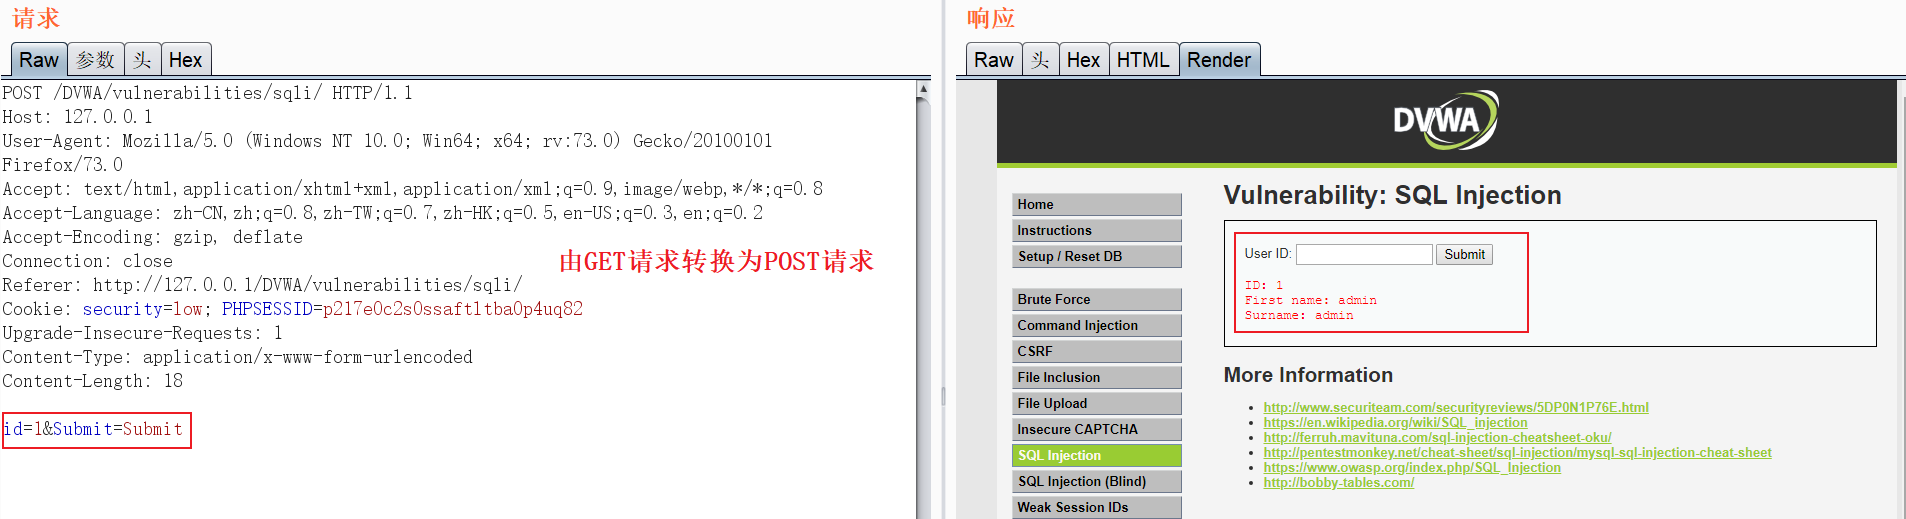 请求
Raw 参数 头 Hex
POST /DVWA/vulnerabilities/sqli/ HTTP/1.1
Host: 127.0.0.1
User-Agent: Mozilla/5.0 (Windows NT 10.0; Win64; x64; rv:73.0) Gecko/20100101
Firefox/73.0
Accept: text/html,application/xhtml+xml,application/xml;q=0.9,image/webp,*/*;q=0.8
Accept-Language: zh-CN,zh;q=0.8,zh-TW;q=0.7,zh-HK;q=0.5,en-US;q=0.3,en;q=0.2
Accept-Encoding: gzip, deflate
Connection: close
Referer: http://127.0.0.1/DVWA/vulnerabilities/sqli/
Cookie: security=low; PHPSESSID=p217e0c2s0ssaftltba0p4uq82
Upgrade-Insecure-Requests: 1
Content-Type: application/x-www-form-urlencoded
Content-Length: 18
id=1&Submit=Submit
由GET请求转换为POST请求
响应
Raw 头 Hex HTML Render
DVWA
Home
Instructions
Setup / Reset DB
Brute Force
Command Injection
CSRF
File Inclusion
File Upload
Insecure CAPTCHA
SQL Injection
SQL Injection (Blind)
Weak Session IDs
Vulnerability: SQL Injection
User ID: Submit
ID: 1
First name: admin
Surname: admin
More Information
http://www.securiteam.com/securityreviews/5DP0N1P76E.html
https://en.wikipedia.org/wiki/SQL_injection
http://ferruh.mavituna.com/sql-injection-cheatsheet-oku/
http://pentestmonkey.net/cheat-sheet/sql-injection/mysql-sql-injection-cheat-sheet
https://www.owasp.org/index.php/SQL_Injection
http://bobby-tables.com/